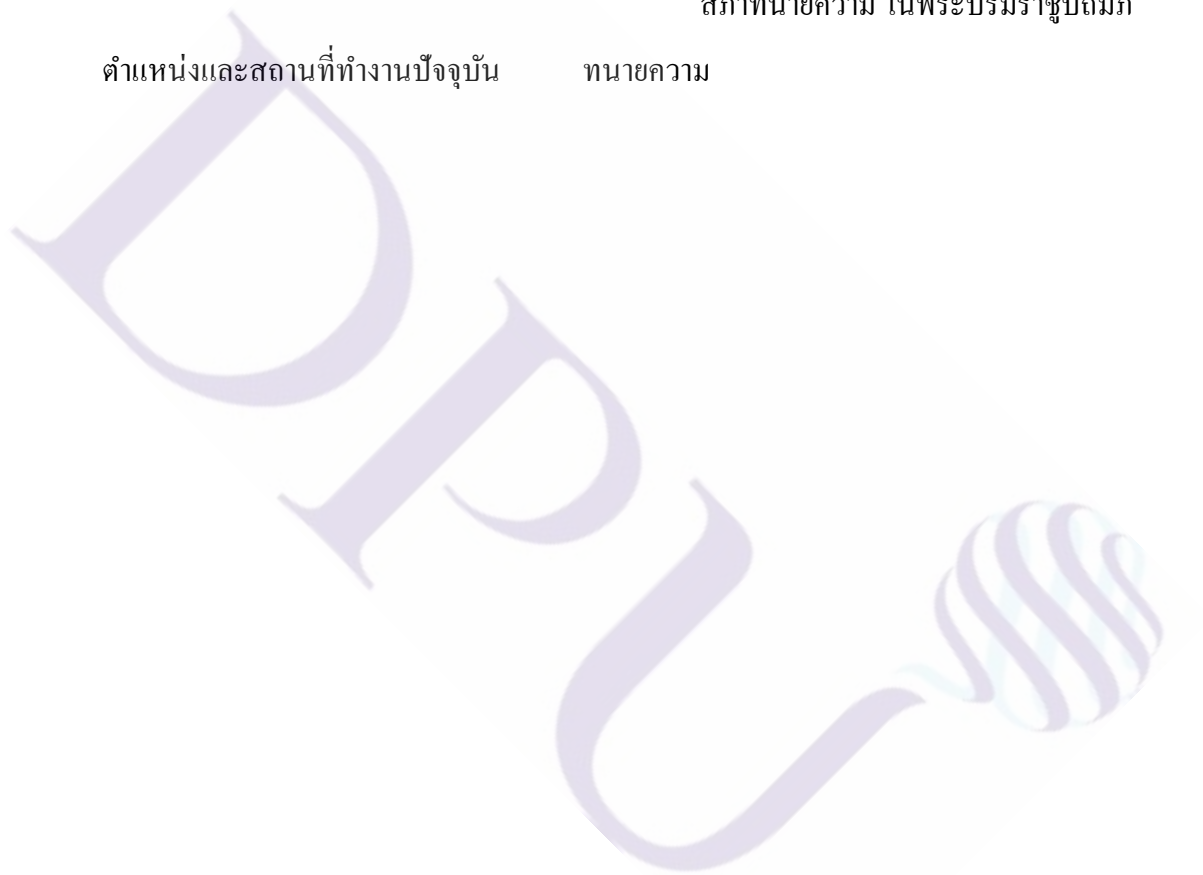 สภาทนายความ ในพระบรมราชูปถัมภ์
ตำแหน่งและสถานที่ทำงานปัจจุบัน ทนายความ
DPU